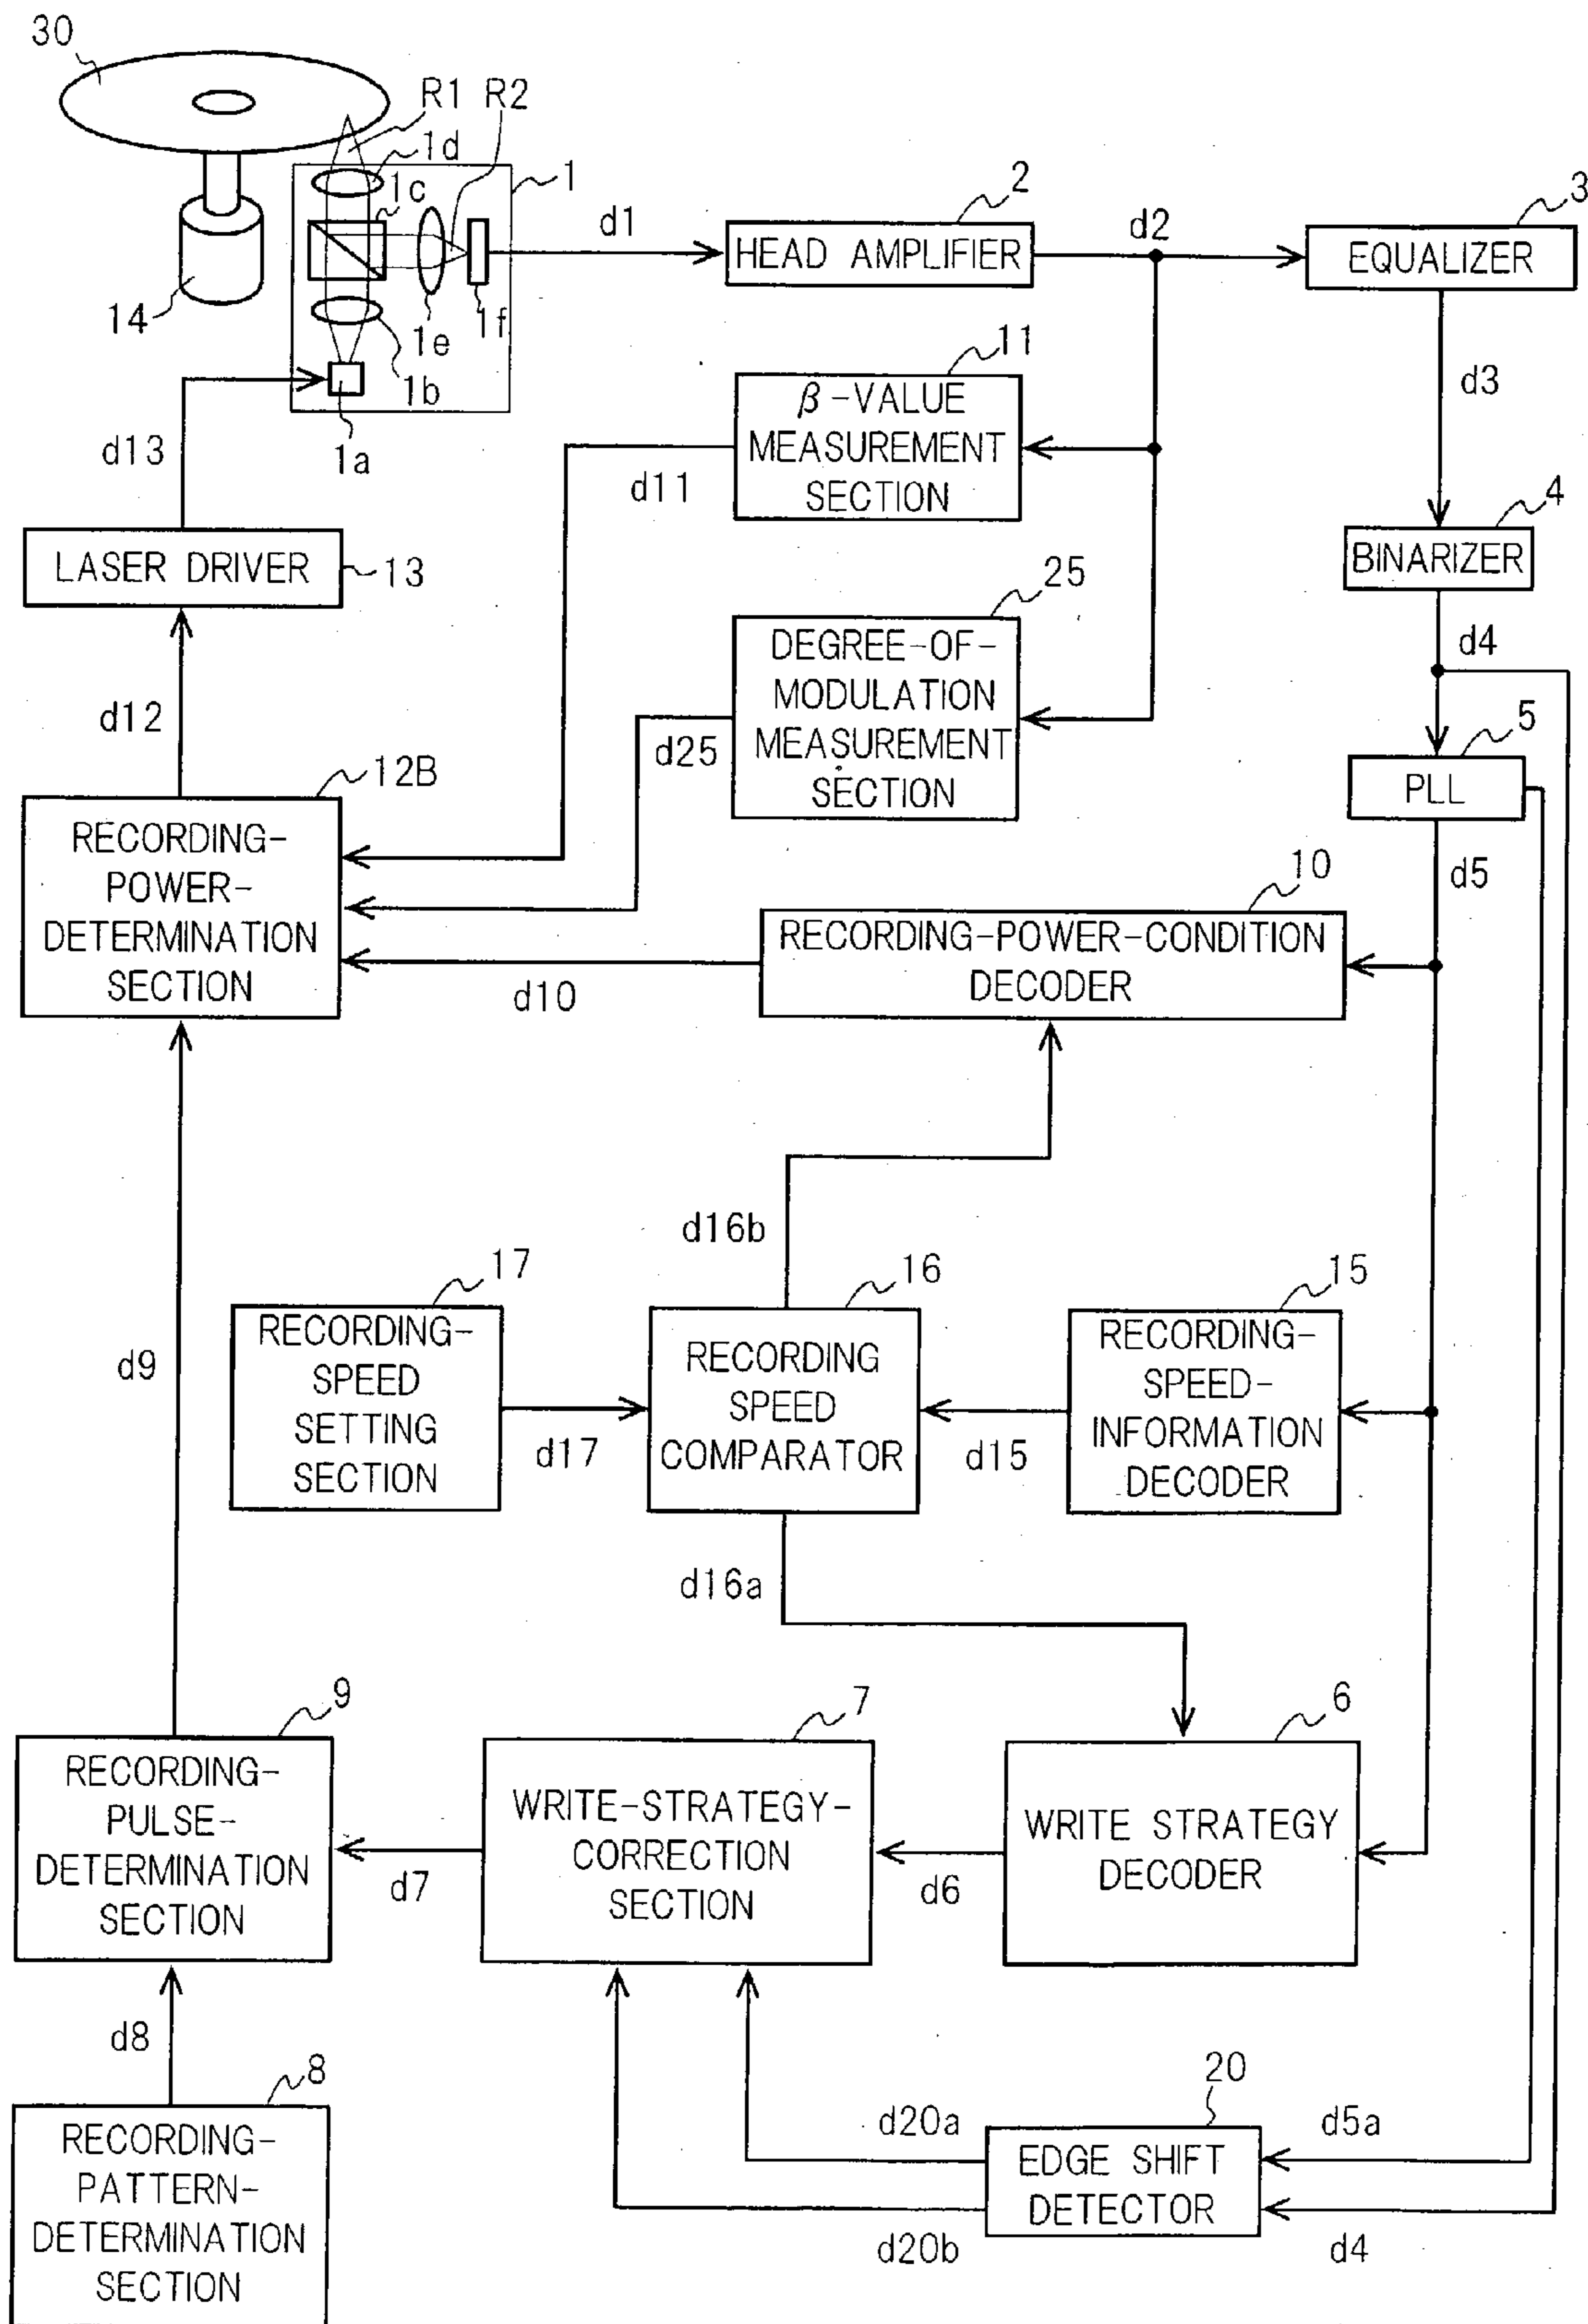 30
R1 R2
1d
1c
1
14
1e
1f
1b
1a
d1
2
HEAD AMPLIFIER
d2
3
EQUALIZER
d3
11
β-VALUE
MEASUREMENT
SECTION
d11
d13
LASER DRIVER
13
4
BINARIZER
d4
25
DEGREE-OF-
MODULATION
MEASUREMENT
SECTION
d25
d12
5
PLL
d5
12B
RECORDING-
POWER-
DETERMINATION
SECTION
10
RECORDING-POWER-CONDITION
DECODER
d10
d16b
17
RECORDING-
SPEED
SETTING
SECTION
d17
16
RECORDING
SPEED
COMPARATOR
d15
15
RECORDING-
SPEED-
INFORMATION
DECODER
d9
d16a
9
RECORDING-
PULSE-
DETERMINATION
SECTION
d7
7
WRITE-STRATEGY-
CORRECTION
SECTION
d6
6
WRITE STRATEGY
DECODER
d8
8
RECORDING-
PATTERN-
DETERMINATION
SECTION
d20a
d20b
20
EDGE SHIFT
DETECTOR
d5a
d4